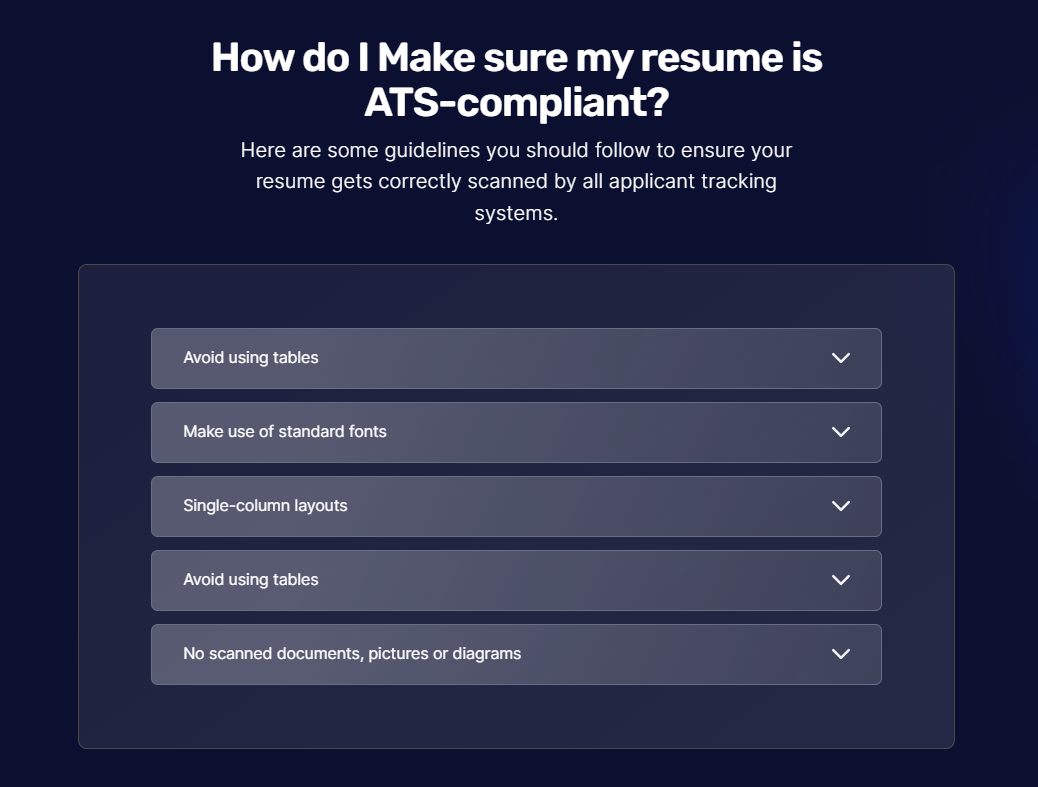 How do I Make sure my resume is
ATS-compliant?
Here are some guidelines you should follow to ensure your
resume gets correctly scanned by all applicant tracking
systems.
Avoid using tables
Make use of standard fonts
Single-column layouts
Avoid using tables
No scanned documents, pictures or diagrams